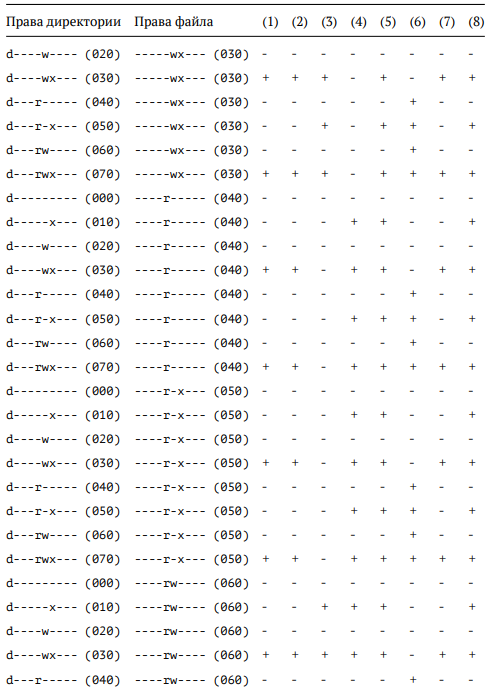 Права директории Права файла (1) (2) (3) (4) (5) (6) (7) (8)
d----w---- (020) -----wx--- (030) - - - - - - - -
d----wx--- (030) -----wx--- (030) + + + - + - + +
d---r----- (040) -----wx--- (030) - - - - - + - -
d---r-x--- (050) -----wx--- (030) - - + - + + - +
d---rw---- (060) -----wx--- (030) - - - - - + - -
d---rwx--- (070) -----wx--- (030) + + + - + + + +
d--------- (000) ----r----- (040) - - - - - - - -
d-----x--- (010) ----r----- (040) - - - + + - - +
d----w---- (020) ----r----- (040) - - - - - - - -
d----wx--- (030) ----r----- (040) + + - + + - + +
d---r----- (040) ----r----- (040) - - - - - + - -
d---r-x--- (050) ----r----- (040) - - - + + + - +
d---rw---- (060) ----r----- (040) - - - - - + - -
d---rwx--- (070) ----r----- (040) + + - + + + + +
d--------- (000) ----r-x--- (050) - - - - - - - -
d-----x--- (010) ----r-x--- (050) - - - + + - - +
d----w---- (020) ----r-x--- (050) - - - - - - - -
d----wx--- (030) ----r-x--- (050) + + - + + - + +
d---r----- (040) ----r-x--- (050) - - - - - + - -
d---r-x--- (050) ----r-x--- (050) - - - + + + - +
d---rw---- (060) ----r-x--- (050) - - - - - + - -
d---rwx--- (070) ----r-x--- (050) + + - + + + + +
d--------- (000) ----rw---- (060) - - - - - - - -
d-----x--- (010) ----rw---- (060) - - + + + - - +
d----w---- (020) ----rw---- (060) - - - - - - - -
d----wx--- (030) ----rw---- (060) + + + + + - + +
d---r----- (040) ----rw---- (060) - - - - - + - -